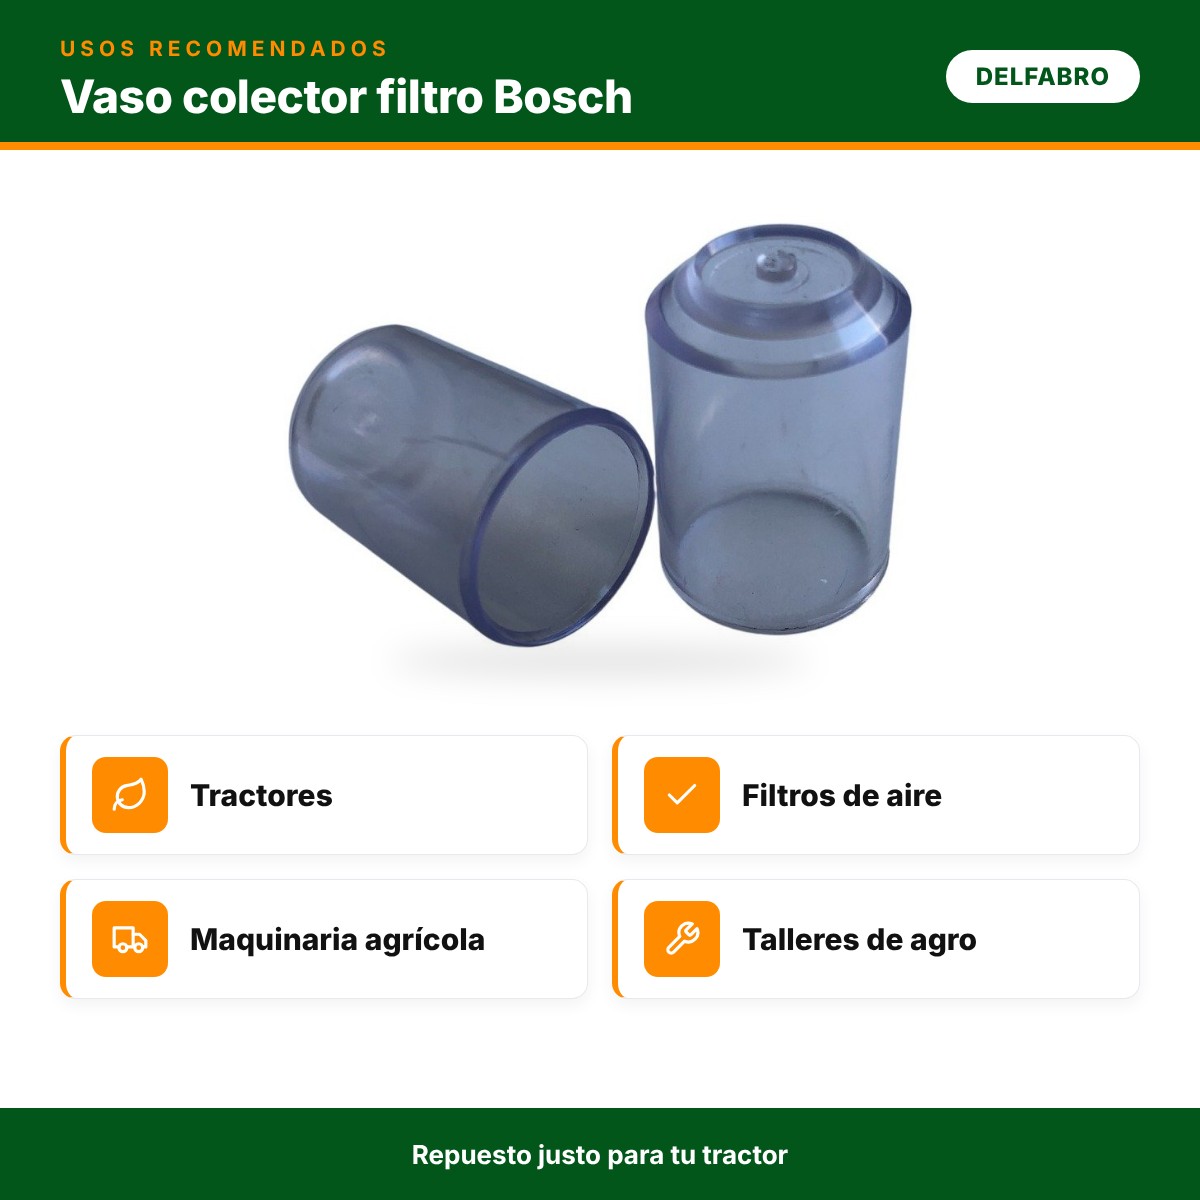 USOS RECOMENDADOS
Vaso colector filtro Bosch
DELFABRO
Tractores
Filtros de aire
Maquinaria agrícola
Talleres de agro
Repuesto justo para tu tractor